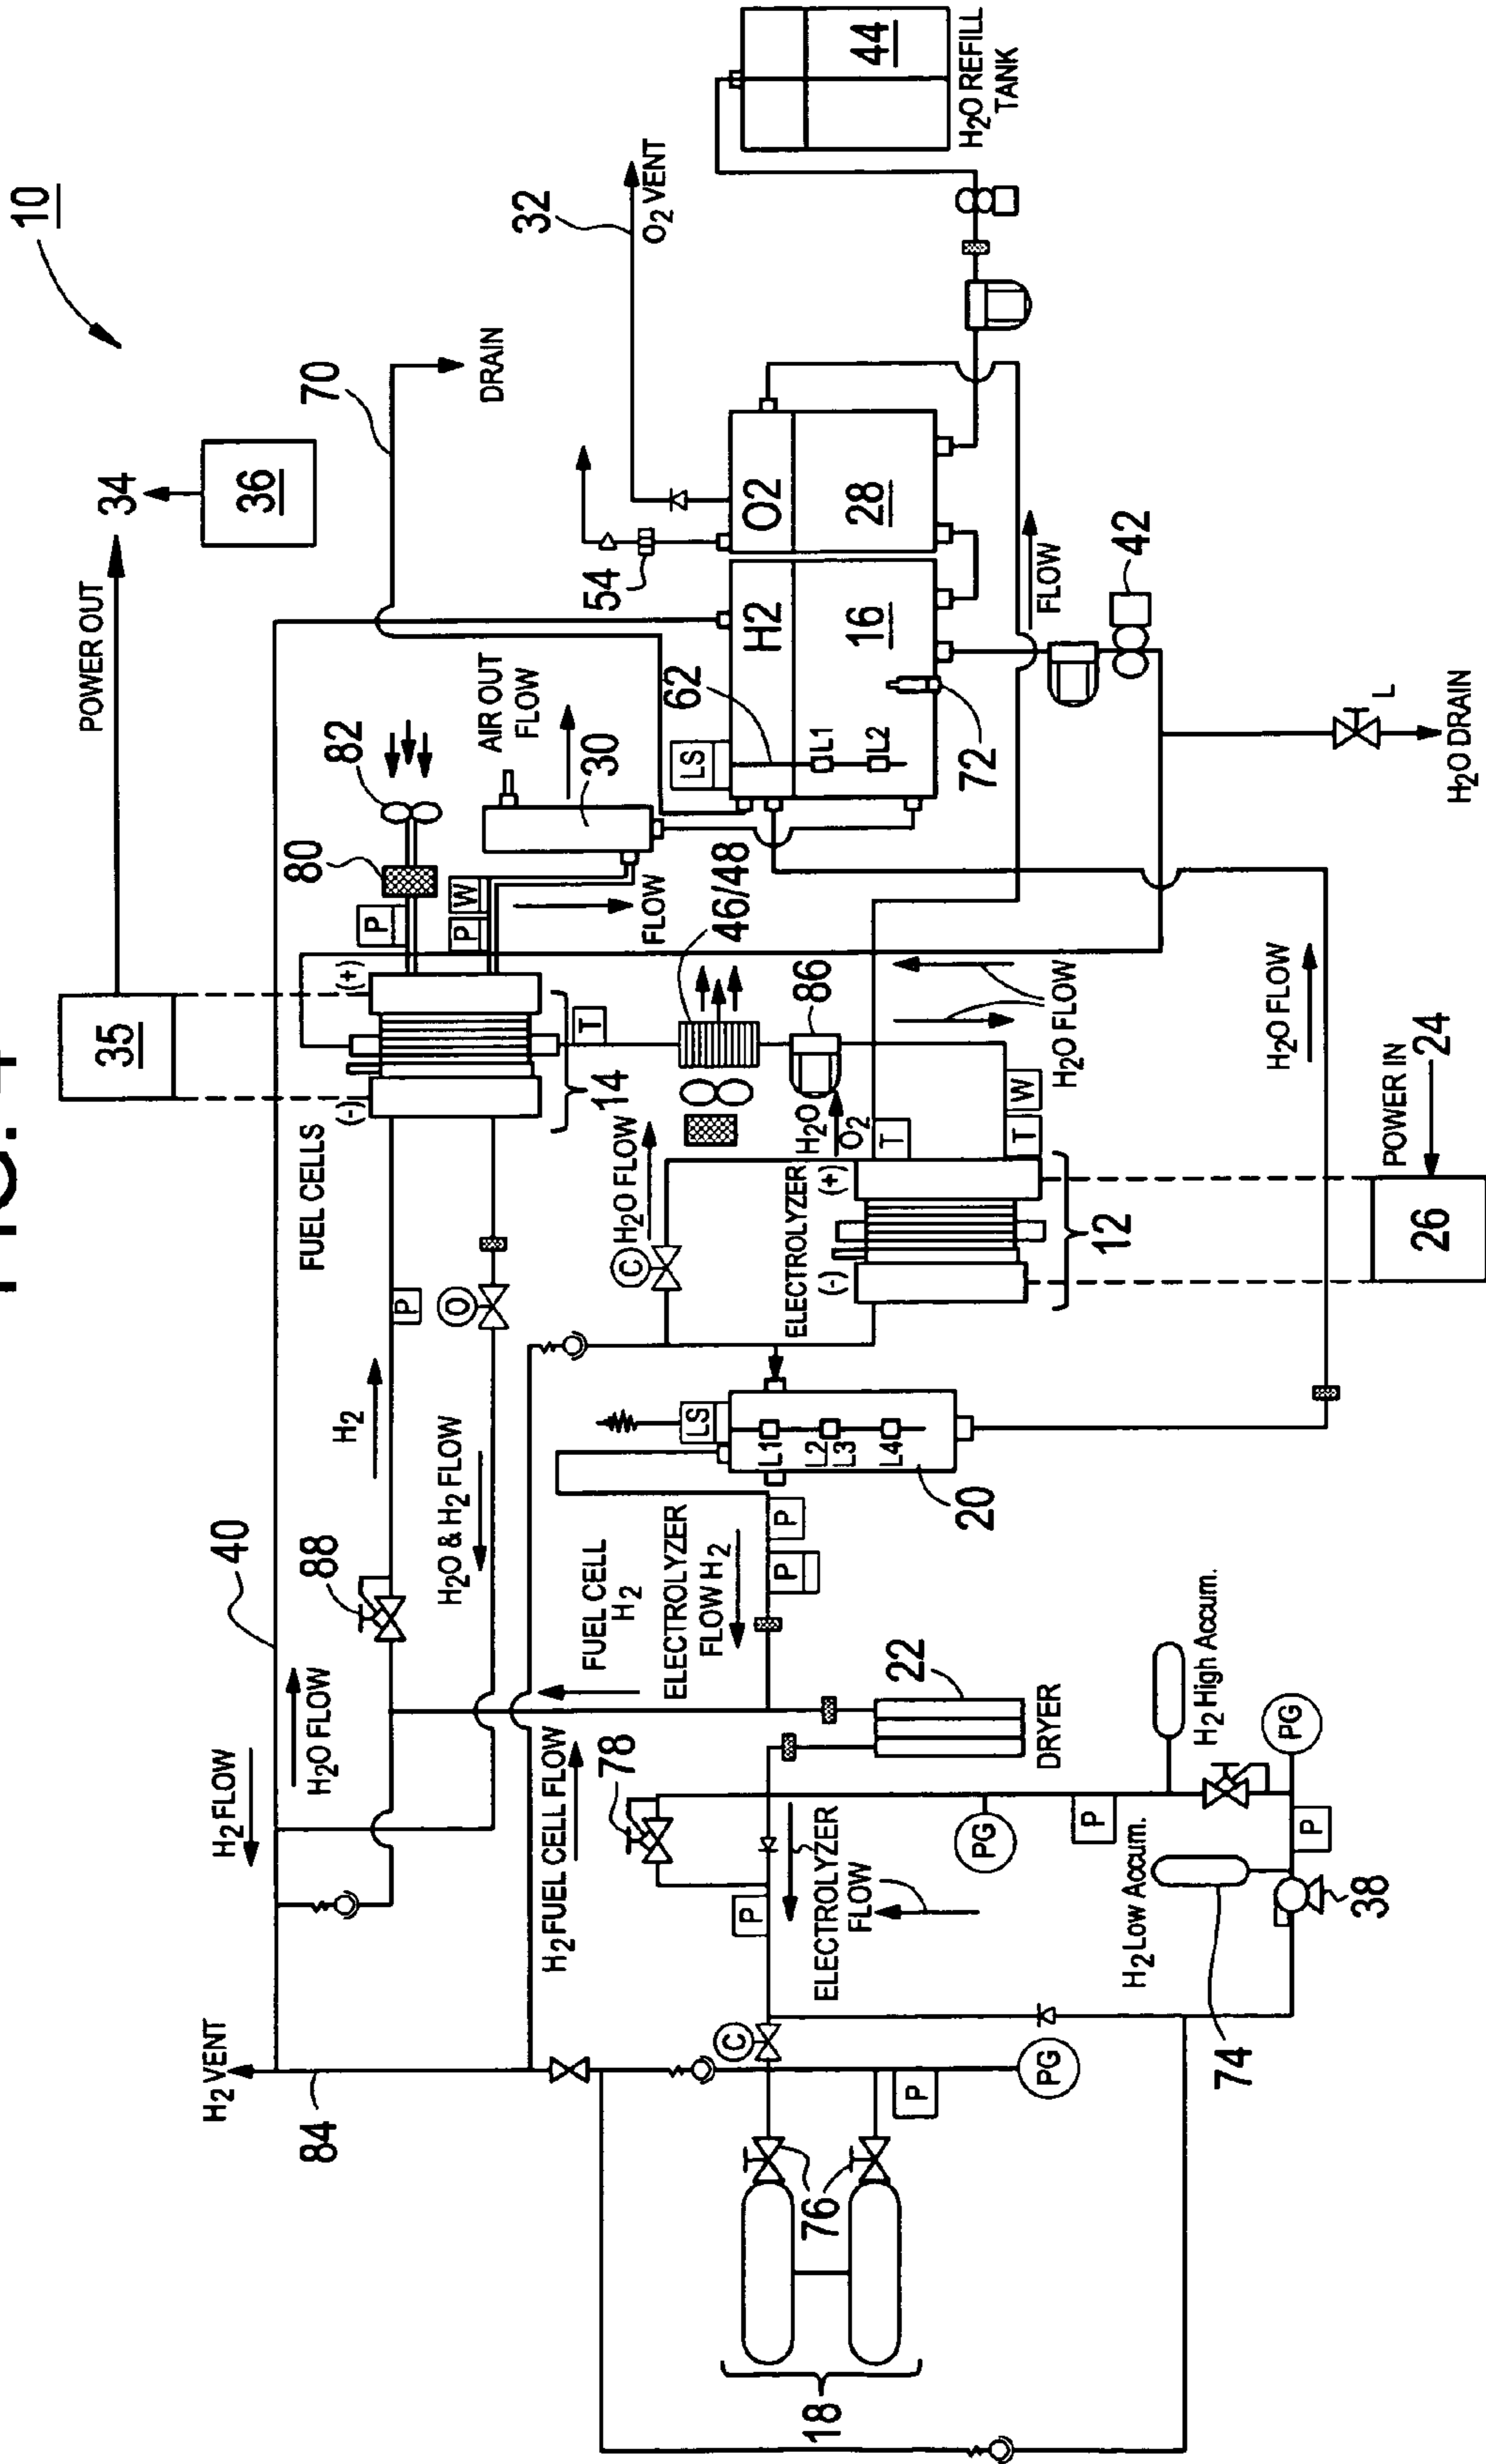 10
POWER OUT
34
36
35
70
DRAIN
32
O2 VENT
44
H2O REFILL
TANK
54
O2
28
H2
16
62
LS
L1
L2
72
FLOW
42
L
H2O DRAIN
AIR OUT
FLOW
30
82
80
P
P
W
FLOW
46/48
(+)
(-)
FUEL CELLS
14
T
86
H2O FLOW
H2O FLOW
H2O
O2
T
T
W
H2O FLOW
POWER IN
24
26
ELECTROLYZER
(+)
(-)
12
C
O
P
H2
H2O & H2 FLOW
40
88
H2O FLOW
H2 FLOW
H2 VENT
84
H2 FUEL CELL FLOW
FUEL CELL
H2
ELECTROLYZER
FLOW H2
P
P
LS
L1
L2
L3
L4
20
22
DRYER
78
ELECTROLYZER
FLOW
P
C
PG
P
H2 High Accum.
PG
P
H2 Low Accum.
74
38
PG
P
76
18